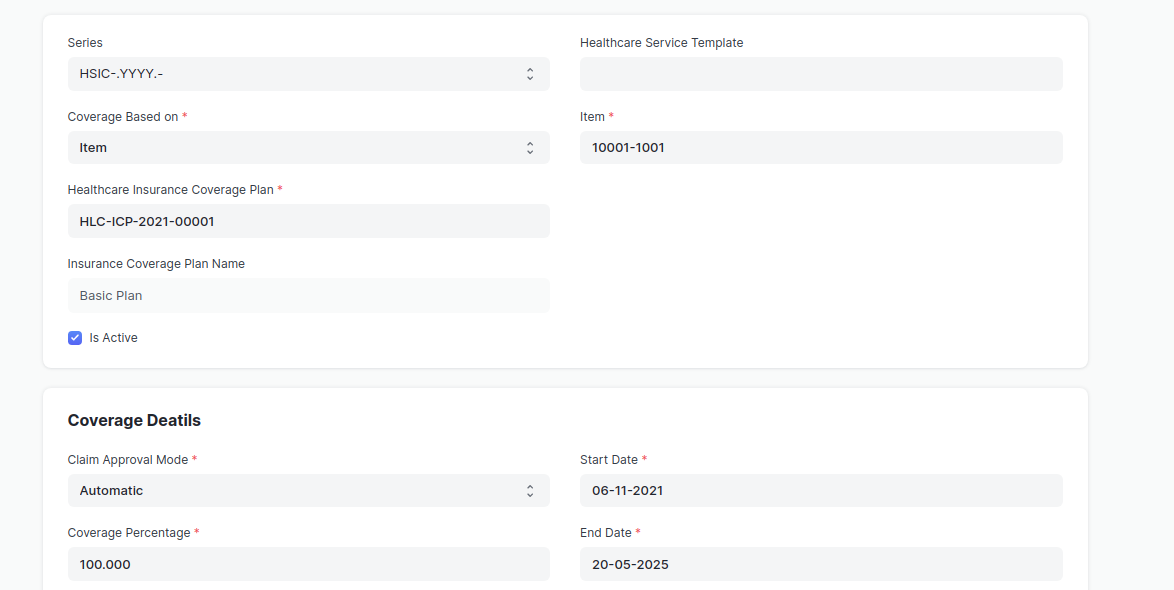 Series
HSIC-.YYYY.-
Healthcare Service Template
Coverage Based on *
Item
Item *
10001-1001
Healthcare Insurance Coverage Plan *
HLC-ICP-2021-00001
Insurance Coverage Plan Name
Basic Plan
Is Active
Coverage Deatils
Claim Approval Mode *
Automatic
Start Date *
06-11-2021
Coverage Percentage *
100.000
End Date *
20-05-2025